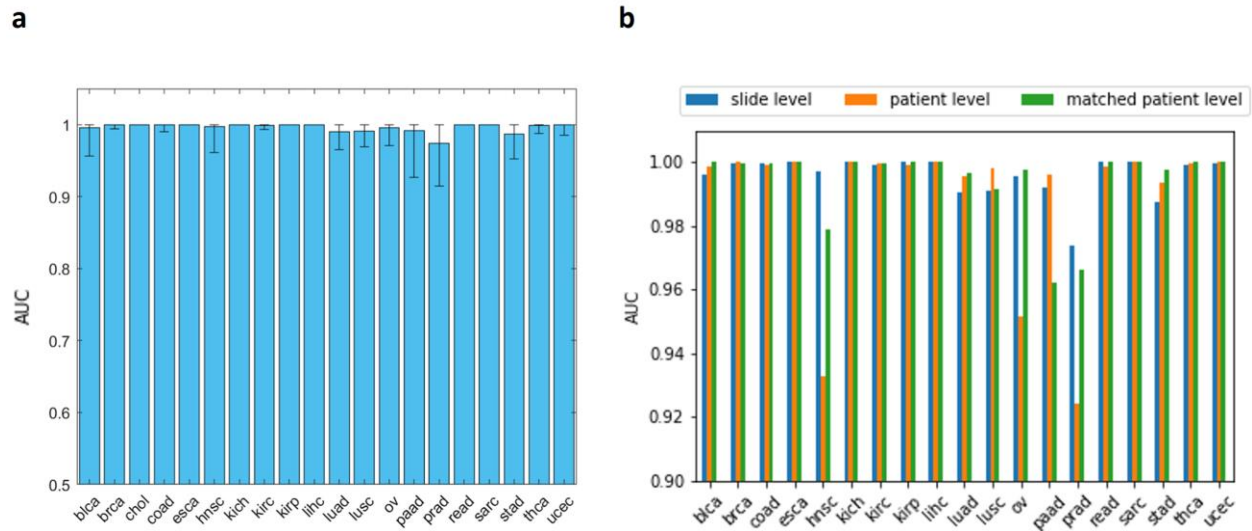 a
b
AUC
1
0.9
0.8
0.7
0.6
0.5
blca brca chol coad esca hnsc kich kirc kirp lihc luad lusc ov paad prad read sarc stad thca ucec
slide level patient level matched patient level
AUC
1.00
0.98
0.96
0.94
0.92
0.90
blca brca coad esca hnsc kich kirc kirp lihc luad lusc ov paad prad read sarc stad thca ucec